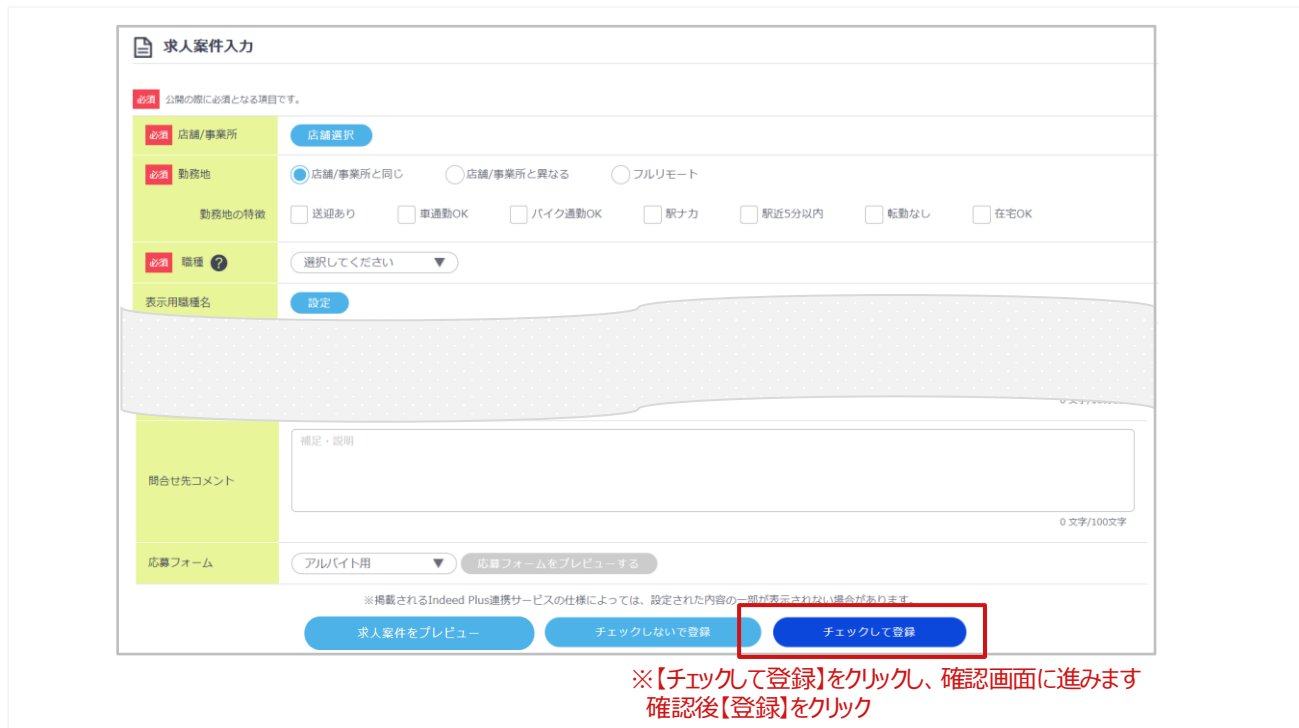 求人案件入力
必須 公開の際に必須となる項目です。
必須 店舗/事業所 店舗選択
必須 勤務地 店舗/事業所と同じ 店舗/事業所と異なる フルリモート
勤務地の特徴 送迎あり 車通勤OK バイク通勤OK 駅ナカ 駅近5分以内 転勤なし 在宅OK
必須 職種 ? 選択してください ▼
表示用職種名 設定
補足・説明
問合せ先コメント
0 文字/100文字
応募フォーム アルバイト用 ▼ 応募フォームをプレビューする
※掲載されるIndeed Plus連携サービスの仕様によっては、設定された内容の一部が表示されない場合があります。
求人案件をプレビュー チェックしないで登録 チェックして登録
※【チェックして登録】をクリックし、確認画面に進みます
確認後【登録】をクリック